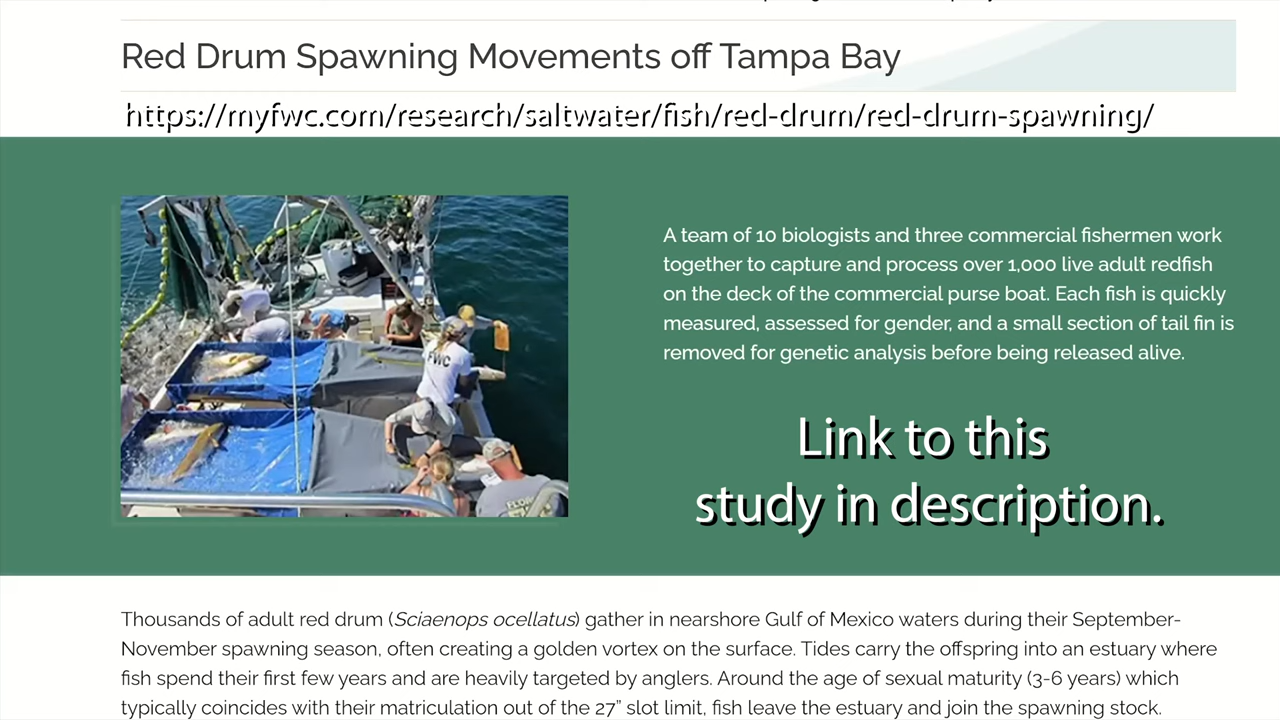 Red Drum Spawning Movements off Tampa Bay
https://myfwc.com/research/saltwater/fish/red-drum/red-drum-spawning/
A team of 10 biologists and three commercial fishermen work
together to capture and process over 1,000 live adult redfish
on the deck of the commercial purse boat. Each fish is quickly
measured, assessed for gender, and a small section of tail fin is
removed for genetic analysis before being released alive.
FWC
Link to this
study in description.
Thousands of adult red drum (Sciaenops ocellatus) gather in nearshore Gulf of Mexico waters during their September-
November spawning season, often creating a golden vortex on the surface. Tides carry the offspring into an estuary where
fish spend their first few years and are heavily targeted by anglers. Around the age of sexual maturity (3-6 years) which
typically coincides with their matriculation out of the 27” slot limit, fish leave the estuary and join the spawning stock.